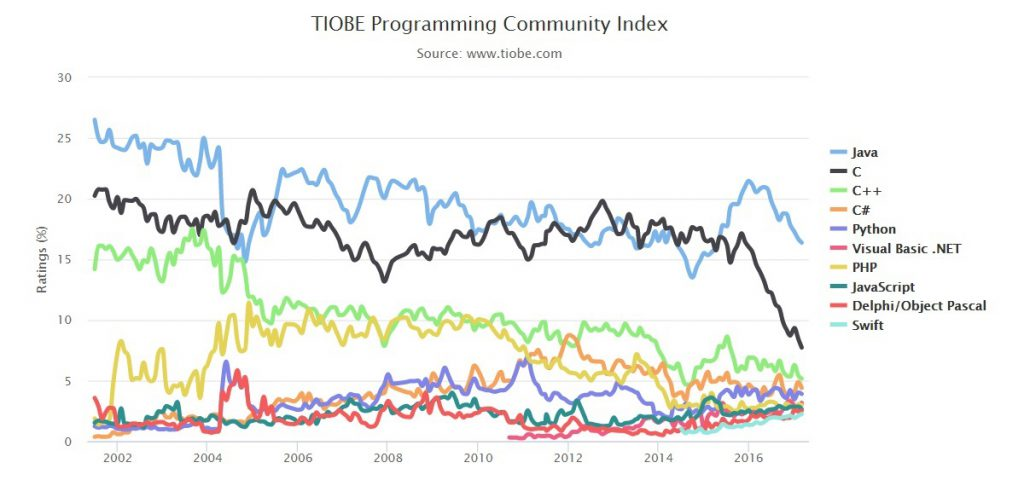 TIOBE Programming Community Index
Source: www.tiobe.com
Ratings (%)
30
25
20
15
10
5
0
2002 2004 2006 2008 2010 2012 2014 2016
Java
C
C++
C#
Python
Visual Basic .NET
PHP
JavaScript
Delphi/Object Pascal
Swift